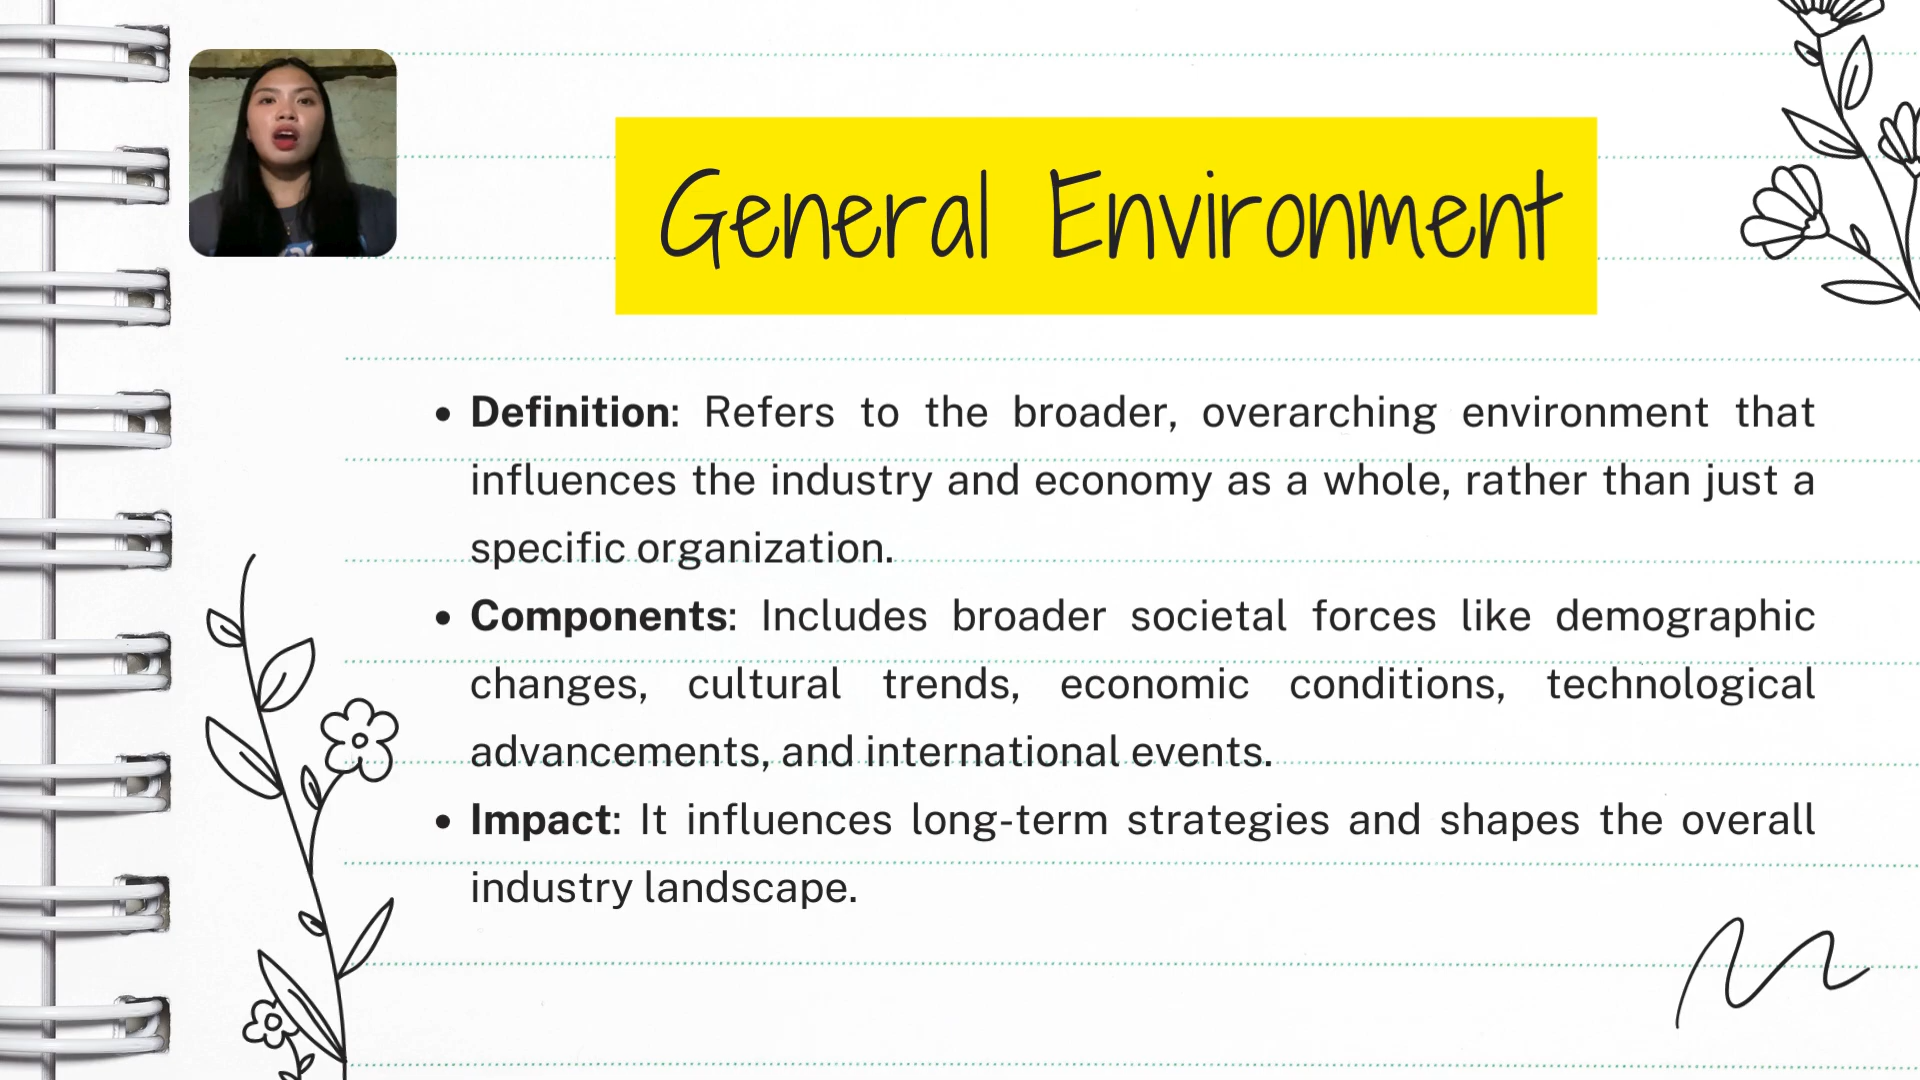 General Environment
• Definition: Refers to the broader, overarching environment that
influences the industry and economy as a whole, rather than just a
specific organization.
• Components: Includes broader societal forces like demographic
changes, cultural trends, economic conditions, technological
advancements, and international events.
• Impact: It influences long-term strategies and shapes the overall
industry landscape.